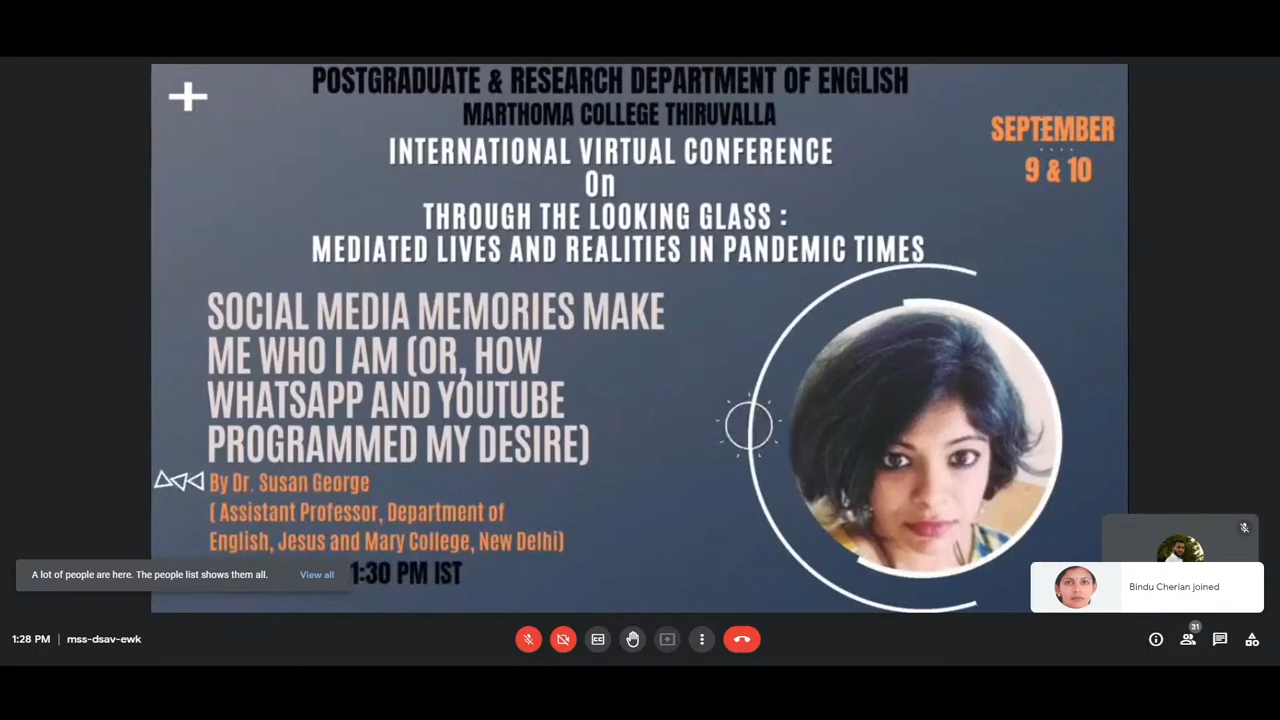 POSTGRADUATE & RESEARCH DEPARTMENT OF ENGLISH
MARTHOMA COLLEGE THIRUVALLA
INTERNATIONAL VIRTUAL CONFERENCE
On
THROUGH THE LOOKING GLASS :
MEDIATED LIVES AND REALITIES IN PANDEMIC TIMES
SEPTEMBER
9 & 10
SOCIAL MEDIA MEMORIES MAKE
ME WHO I AM (OR, HOW
WHATSAPP AND YOUTUBE
PROGRAMMED MY DESIRE)
By Dr. Susan George
( Assistant Professor, Department of
English, Jesus and Mary College, New Delhi)
1:30 PM IST
A lot of people are here. The people list shows them all. View all
Bindu Cherian joined
1:28 PM | mss-dsav-ewk
31